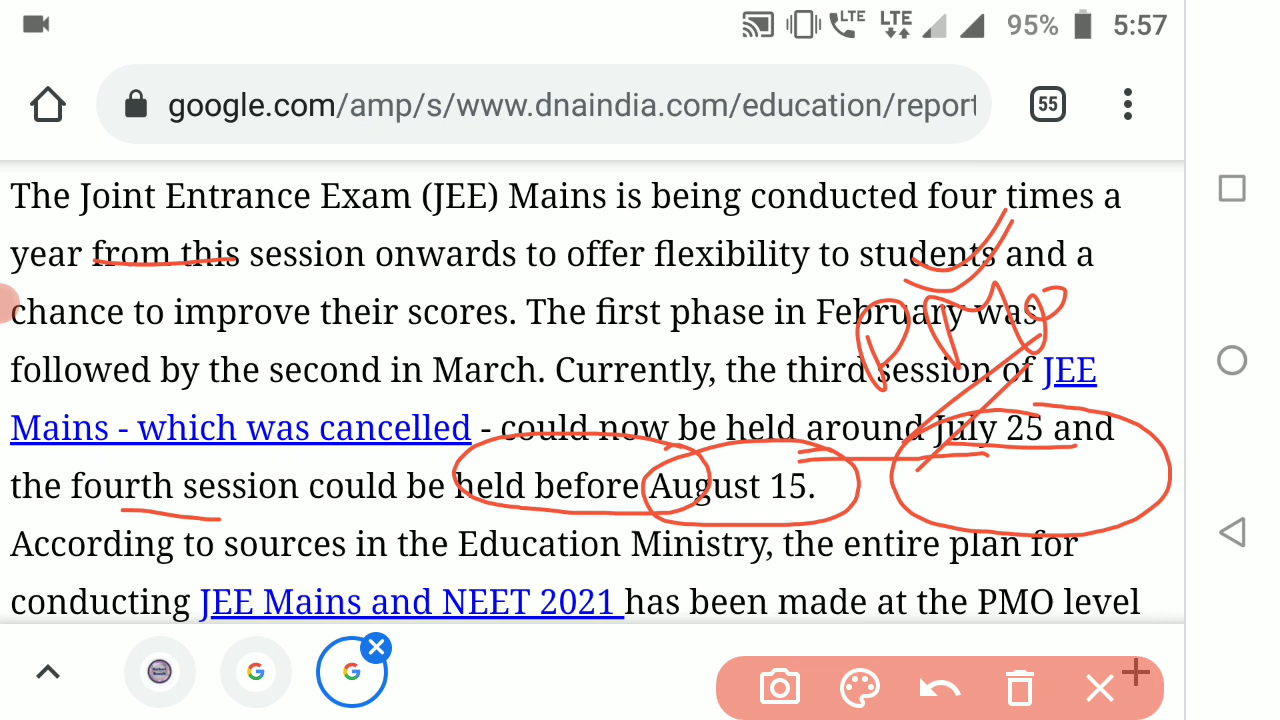 LTE LTE 95% 5:57
google.com/amp/s/www.dnaindia.com/education/report 55
The Joint Entrance Exam (JEE) Mains is being conducted four times a
year from this session onwards to offer flexibility to students and a
chance to improve their scores. The first phase in February was
PMO
followed by the second in March. Currently, the third session of JEE
Mains - which was cancelled - could now be held around July 25 and
the fourth session could be held before August 15.
According to sources in the Education Ministry, the entire plan for
conducting JEE Mains and NEET 2021 has been made at the PMO level